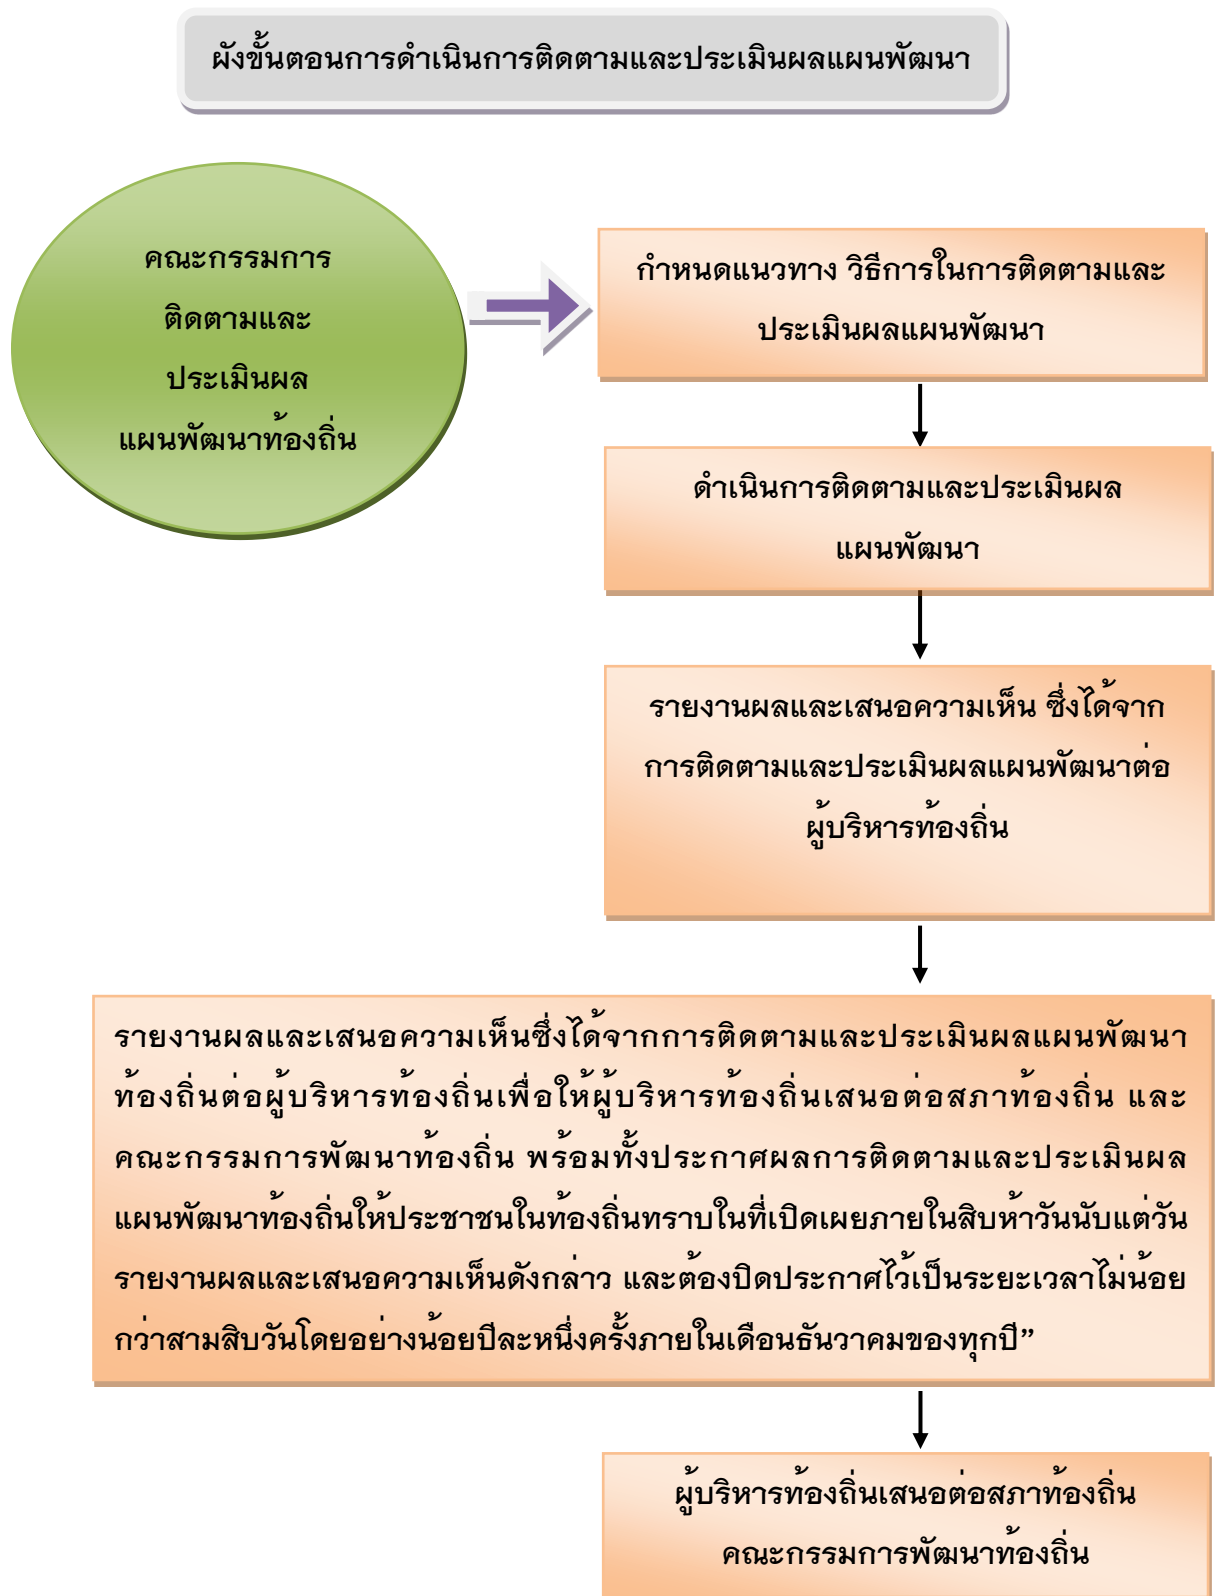 ผังขั้นตอนการดำเนินการติดตามและประเมินผลแผนพัฒนา
คณะกรรมการ
ติดตามและ
ประเมินผล
แผนพัฒนาท้องถิ่น
กำหนดแนวทาง วิธีการในการติดตามและ
ประเมินผลแผนพัฒนา
ดำเนินการติดตามและประเมินผล
แผนพัฒนา
รายงานผลและเสนอความเห็น ซึ่งได้จาก
การติดตามและประเมินผลแผนพัฒนาต่อ
ผู้บริหารท้องถิ่น
รายงานผลและเสนอความเห็นซึ่งได้จากการติดตามและประเมินผลแผนพัฒนา
ท้องถิ่นต่อผู้บริหารท้องถิ่นเพื่อให้ผู้บริหารท้องถิ่นเสนอต่อสภาท้องถิ่น และ
คณะกรรมการพัฒนาท้องถิ่น พร้อมทั้งประกาศผลการติดตามและประเมินผล
แผนพัฒนาท้องถิ่นให้ประชาชนในท้องถิ่นทราบในที่เปิดเผยภายในสิบห้าวันนับแต่วัน
รายงานผลและเสนอความเห็นดังกล่าว และต้องปิดประกาศไว้เป็นระยะเวลาไม่น้อย
กว่าสามสิบวันโดยอย่างน้อยปีละหนึ่งครั้งภายในเดือนธันวาคมของทุกปี”
ผู้บริหารท้องถิ่นเสนอต่อสภาท้องถิ่น
คณะกรรมการพัฒนาท้องถิ่น